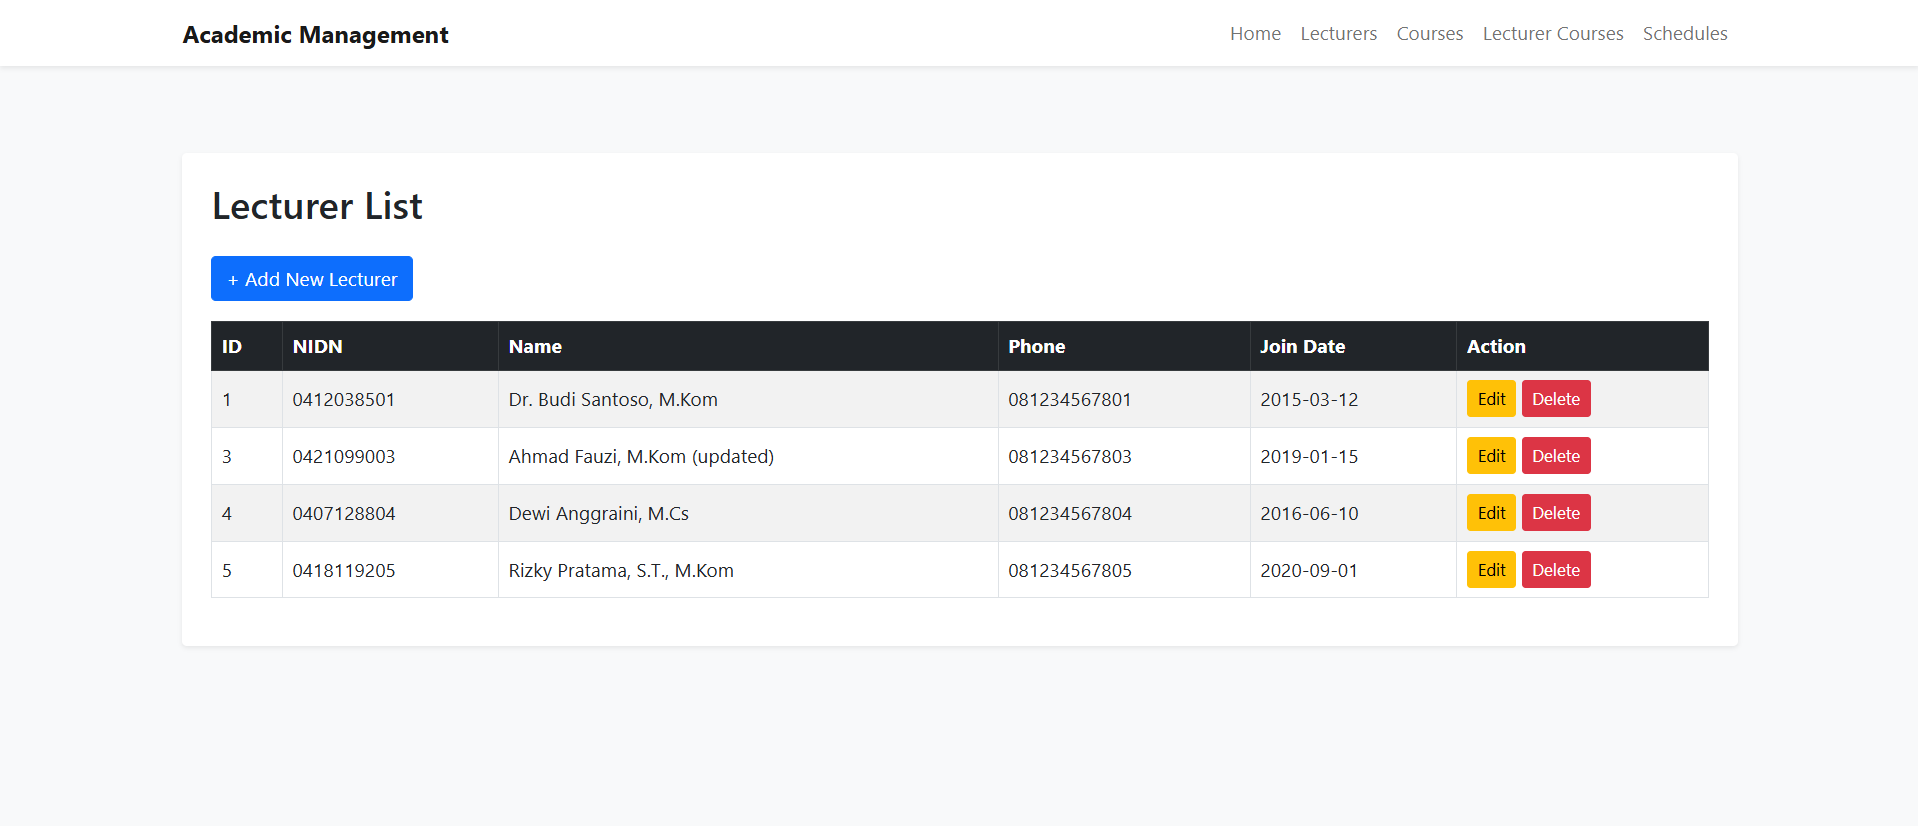 Academic Management Home Lecturers Courses Lecturer Courses Schedules
Lecturer List
+ Add New Lecturer
ID NIDN Name Phone Join Date Action
1 0412038501 Dr. Budi Santoso, M.Kom 081234567801 2015-03-12 Edit Delete
3 0421099003 Ahmad Fauzi, M.Kom (updated) 081234567803 2019-01-15 Edit Delete
4 0407128804 Dewi Anggraini, M.Cs 081234567804 2016-06-10 Edit Delete
5 0418119205 Rizky Pratama, S.T., M.Kom 081234567805 2020-09-01 Edit Delete